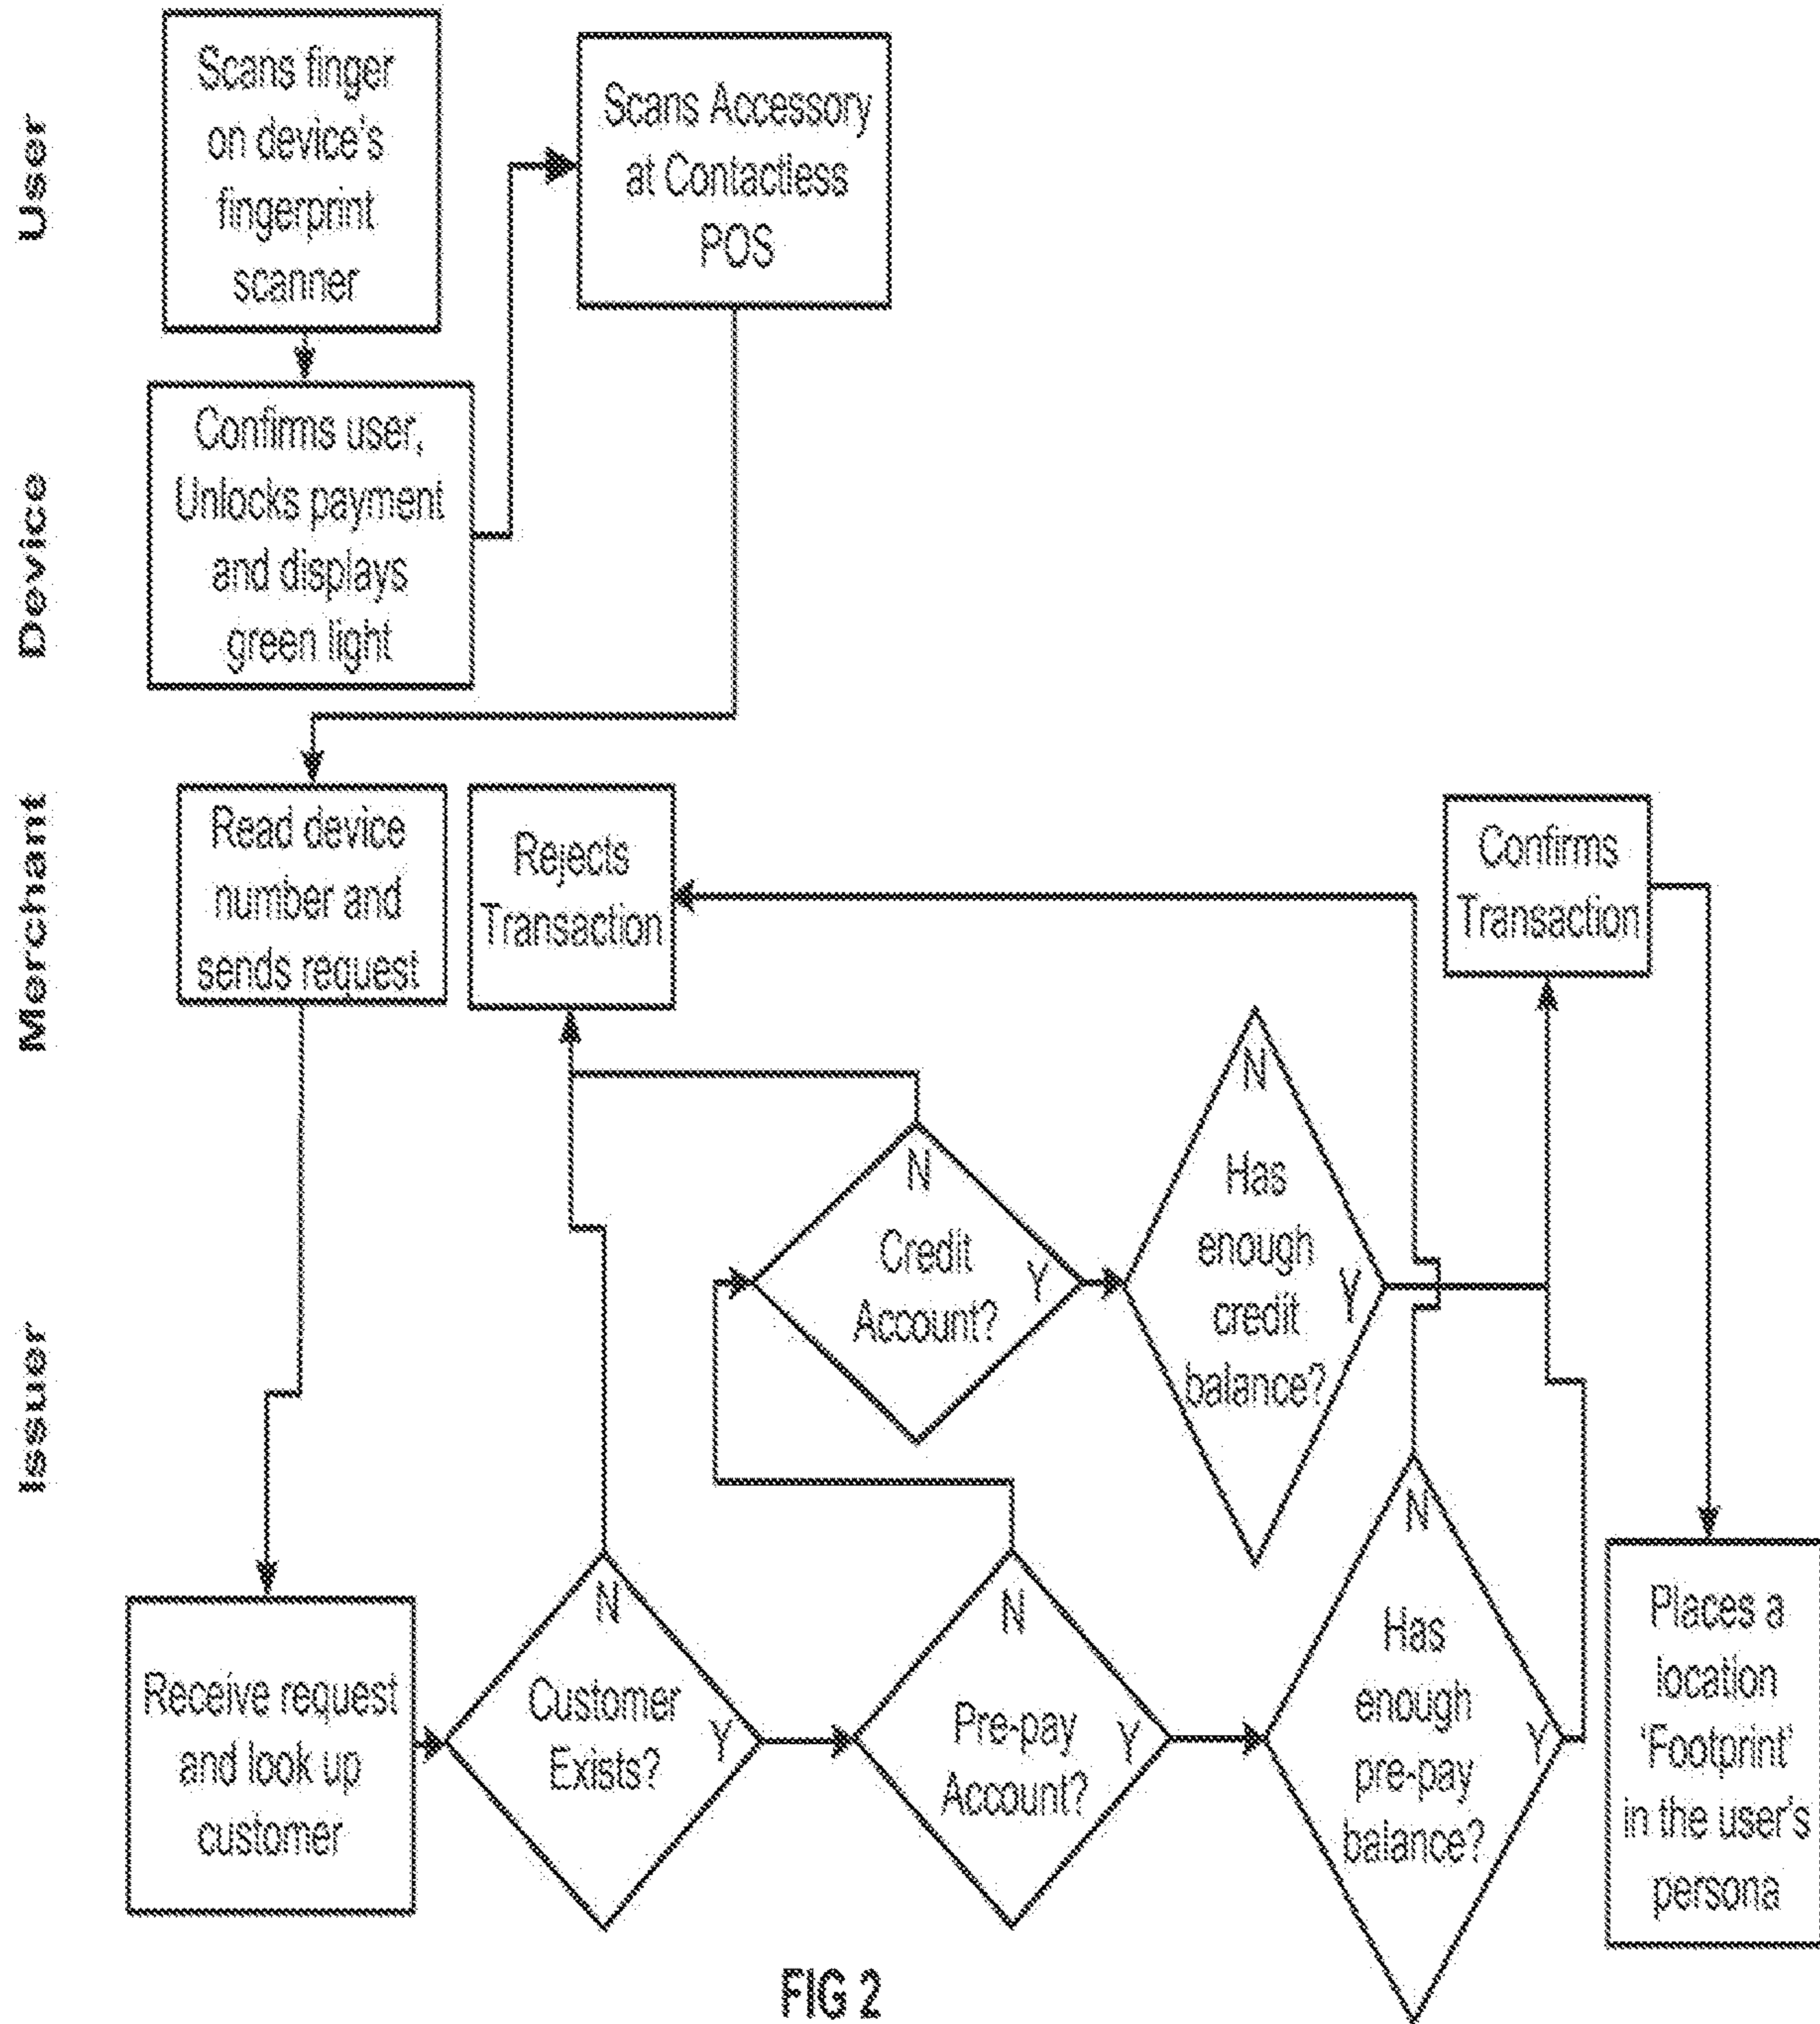 User
Scans finger
on device's
fingerprint
scanner
Scans Accessory
at Contactless
POS
Device
Confirms user,
Unlocks payment
and displays
green light
Merchant
Read device
number and
sends request
Rejects
Transaction
Confirms
Transaction
Issuer
N
Credit
Account?
Y
N
Has
enough
credit
balance?
Y
Receive request
and look up
customer
N
Customer
Exists?
Y
N
Pre-pay
Account?
Y
N
Has
enough
pre-pay
balance?
Y
Places a
location
'Footprint'
in the user's
persona
FIG 2